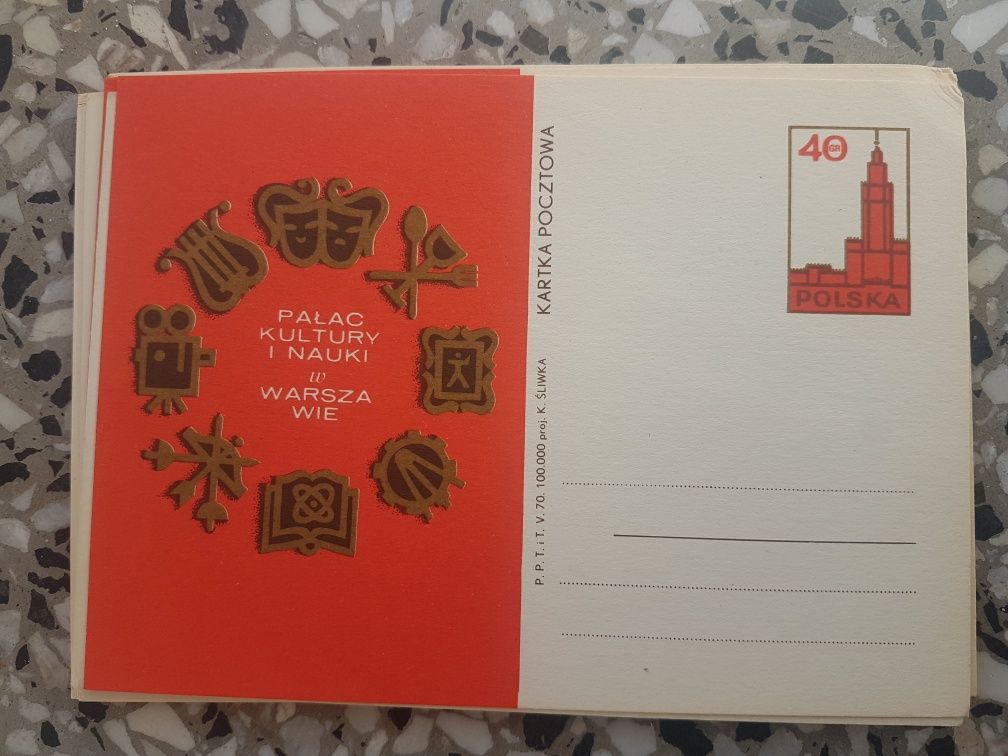 PAŁAC
KULTURY
I NAUKI
w
WARSZA
WIE
KARTKA POCZTOWA
P. P. T. i T. V. 70. 100.000 proj. K. ŚLIWKA
40 GR
POLSKA